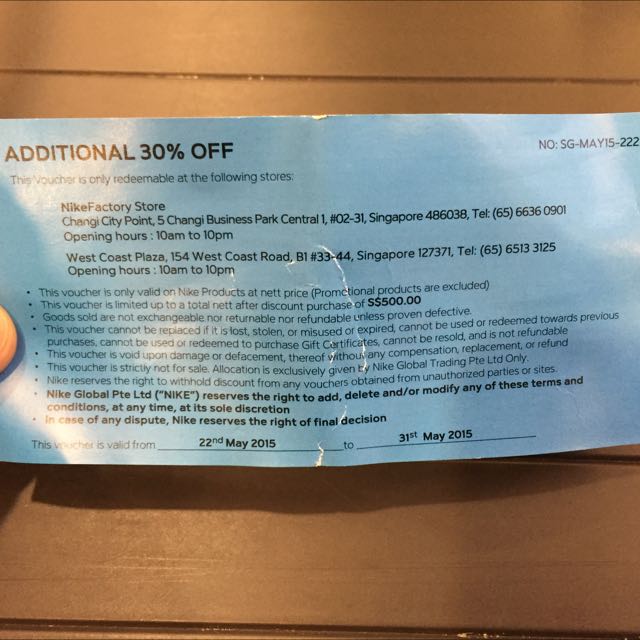 ADDITIONAL 30% OFF
NO: SG-MAY15-222
This Voucher is only redeemable at the following stores:
NikeFactory Store
Changi City Point, 5 Changi Business Park Central 1, #02-31, Singapore 486038, Tel: (65) 6636 0901
Opening hours : 10am to 10pm
West Coast Plaza, 154 West Coast Road, B1 #33-44, Singapore 127371, Tel: (65) 6513 3125
Opening hours : 10am to 10pm
• This voucher is only valid on Nike Products at nett price (Promotional products are excluded)
• This voucher is limited up to a total nett after discount purchase of S$500.00
• Goods sold are not exchangeable nor returnable nor refundable unless proven defective.
• This voucher cannot be replaced if it is lost, stolen, or misused or expired, cannot be used or redeemed towards previous
purchases, cannot be used or redeemed to purchase Gift Certificates, cannot be resold, and is not refundable
• This voucher is void upon damage or defacement, thereof without any compensation, replacement, or refund
• This voucher is strictly not for sale. Allocation is exclusively given by Nike Global Trading Pte Ltd Only.
• Nike reserves the right to withhold discount from any vouchers obtained from unauthorized parties or sites.
• Nike Global Pte Ltd ("NIKE") reserves the right to add, delete and/or modify any of these terms and
conditions, at any time, at its sole discretion
• In case of any dispute, Nike reserves the right of final decision
This voucher is valid from 22nd May 2015 to 31st May 2015